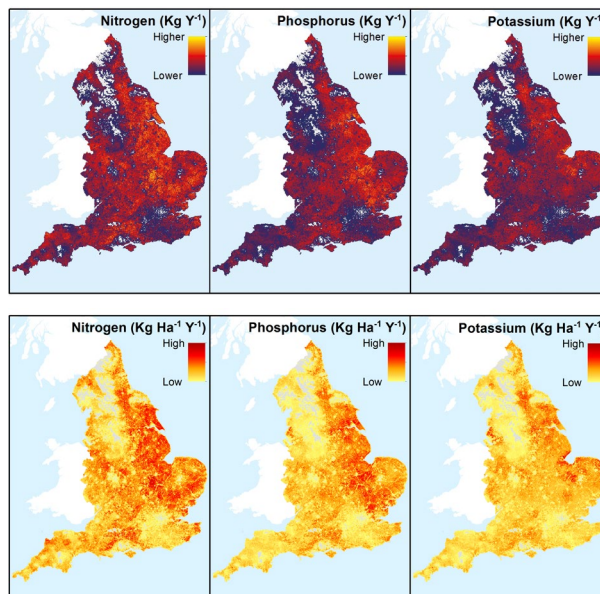 Nitrogen (Kg Y⁻¹)
Higher
Lower
Phosphorus (Kg Y⁻¹)
Higher
Lower
Potassium (Kg Y⁻¹)
Higher
Lower
Nitrogen (Kg Ha⁻¹ Y⁻¹)
High
Low
Phosphorus (Kg Ha⁻¹ Y⁻¹)
High
Low
Potassium (Kg Ha⁻¹ Y⁻¹)
High
Low